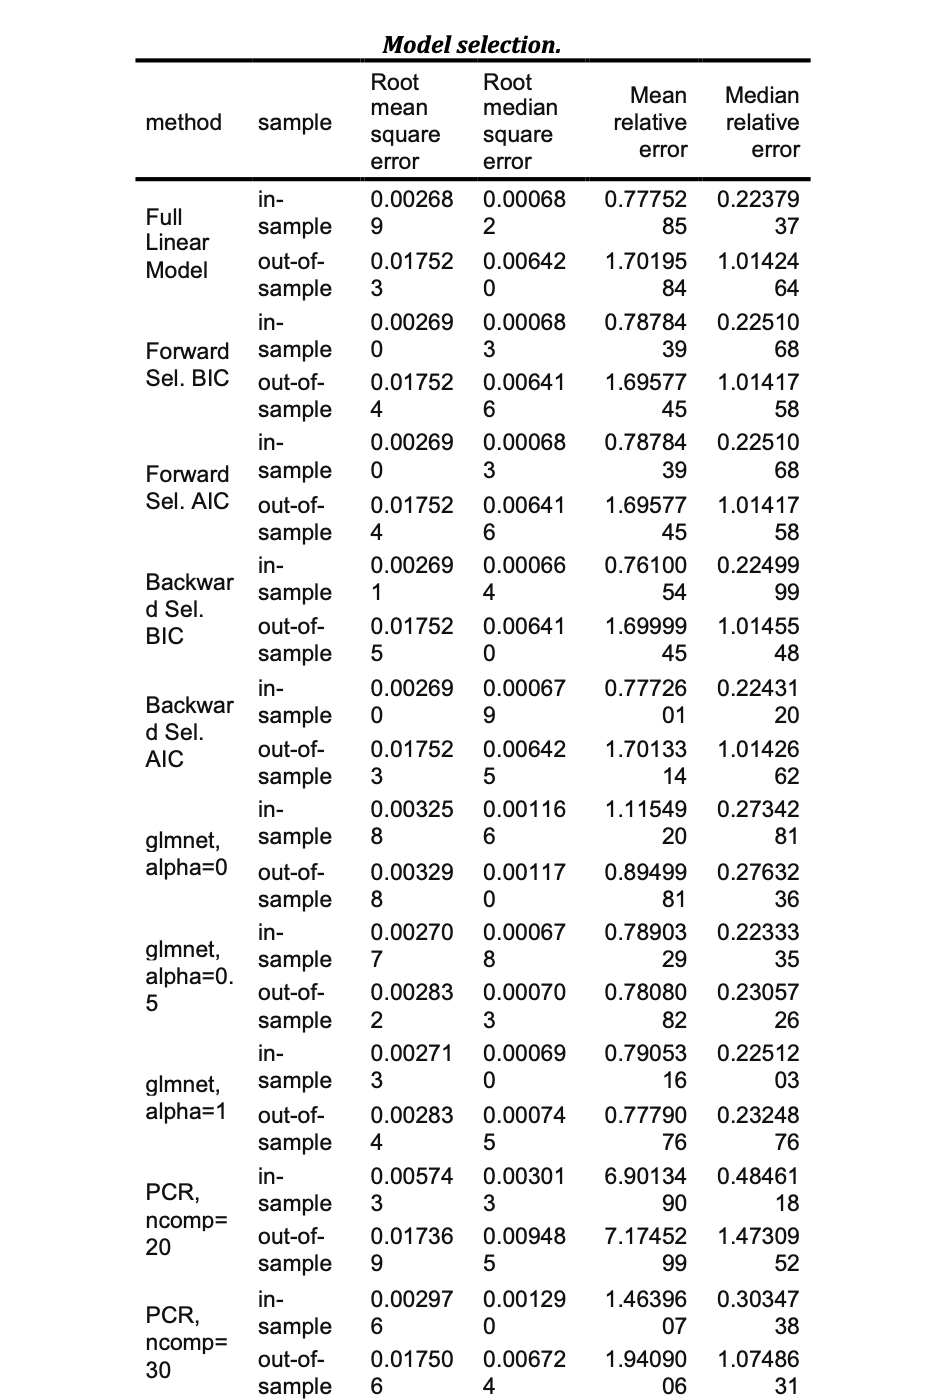 Model selection.
method sample Root mean square error Root median square error Mean relative error Median relative error
Full Linear Model in-sample 0.002689 0.000682 0.7775285 0.2237937
out-of-sample 0.017523 0.006420 1.7019584 1.0142464
Forward Sel. BIC in-sample 0.002690 0.000683 0.7878439 0.2251068
out-of-sample 0.017524 0.006416 1.6957745 1.0141758
Forward Sel. AIC in-sample 0.002690 0.000683 0.7878439 0.2251068
out-of-sample 0.017524 0.006416 1.6957745 1.0141758
Backward Sel. BIC in-sample 0.002691 0.000664 0.7610054 0.2249999
out-of-sample 0.017525 0.006410 1.6999945 1.0145548
Backward Sel. AIC in-sample 0.002690 0.000679 0.7772601 0.2243120
out-of-sample 0.017523 0.006425 1.7013314 1.0142662
glmnet, alpha=0 in-sample 0.003258 0.001166 1.1154920 0.2734281
out-of-sample 0.003298 0.001170 0.8949981 0.2763236
glmnet, alpha=0.5 in-sample 0.002707 0.000678 0.7890329 0.2233335
out-of-sample 0.002832 0.000703 0.7808082 0.2305726
glmnet, alpha=1 in-sample 0.002713 0.000690 0.7905316 0.2251203
out-of-sample 0.002834 0.000745 0.7779076 0.2324876
PCR, ncomp=20 in-sample 0.005743 0.003013 6.9013490 0.4846118
out-of-sample 0.017369 0.009485 7.1745299 1.4730952
PCR, ncomp=30 in-sample 0.002976 0.001290 1.4639607 0.3034738
out-of-sample 0.017506 0.006724 1.9409006 1.0748631